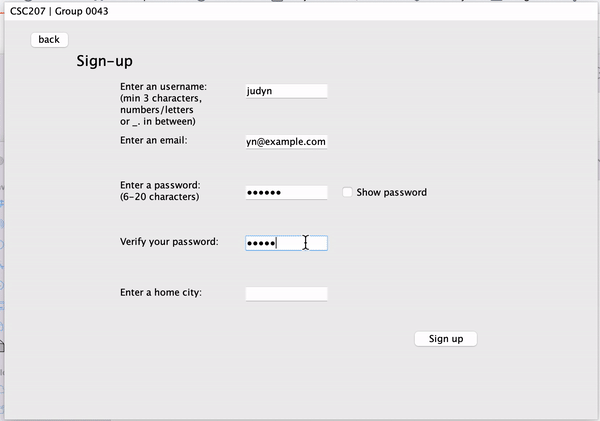 CSC207 | Group 0043
back
Sign-up
Enter an username:
(min 3 characters,
numbers/letters
or _. in between)
judyn
Enter an email:
yn@example.com
Enter a password:
(6-20 characters)
••••••
Show password
Verify your password:
•••••
Enter a home city:
Sign up